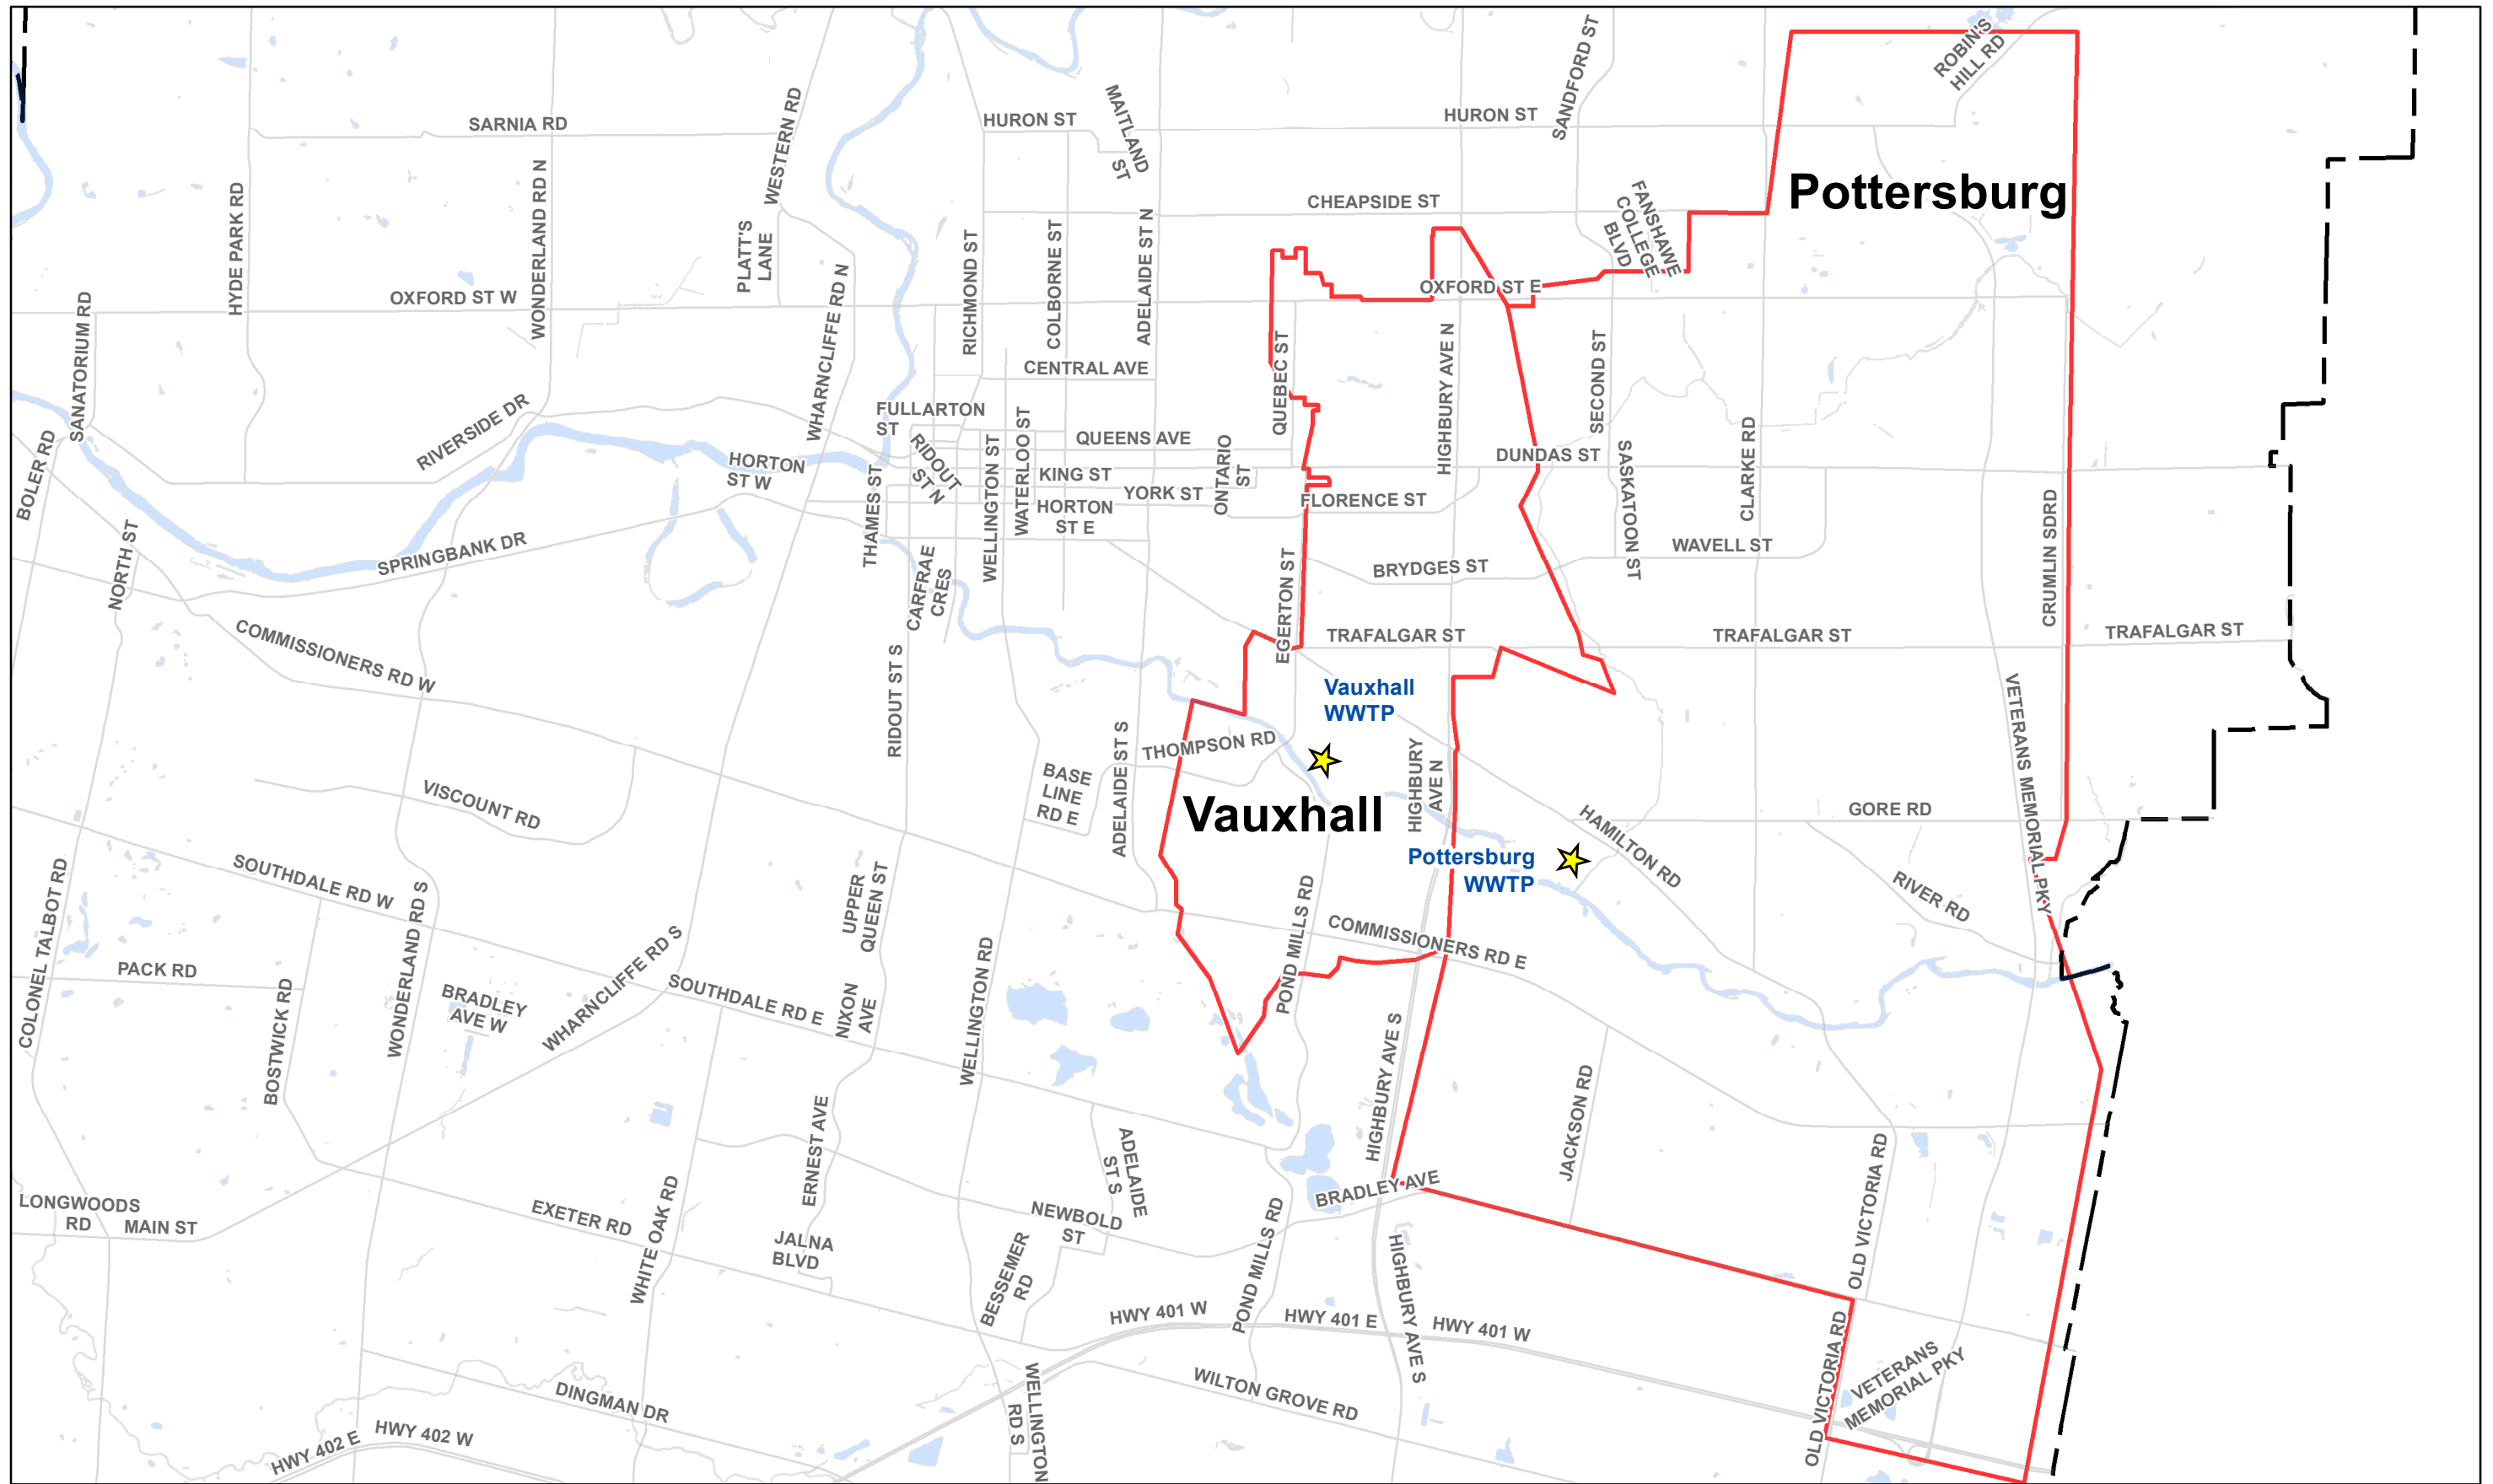 ROBIN'S
HILL RD
SANDFORD ST
MAITLAND
ST
HURON ST
HURON ST
SARNIA RD
WESTERN RD
Pottersburg
CHEAPSIDE ST
FANSHAWE
COLLEGE
BLVD
HYDE PARK RD
WONDERLAND RD N
PLATT'S
LANE
RICHMOND ST
COLBORNE ST
ADELAIDE ST N
OXFORD ST W
OXFORD ST E
SANATORIUM RD
WHARNCLIFFE RD N
CENTRAL AVE
QUEBEC ST
HIGHBURY AVE N
SECOND ST
FULLARTON
ST
RIDOUT
ST N
RIVERSIDE DR
QUEENS AVE
ONTARIO
ST
DUNDAS ST
SASKATOON ST
CLARKE RD
BOLER RD
HORTON
ST W
THAMES ST
WELLINGTON ST
WATERLOO ST
KING ST
YORK ST
HORTON
ST E
FLORENCE ST
CRUMLIN SDRD
NORTH ST
SPRINGBANK DR
CARFRAE
CRES
EGERTON ST
BRYDGES ST
WAVELL ST
COMMISSIONERS RD W
TRAFALGAR ST
TRAFALGAR ST
TRAFALGAR ST
RIDOUT ST S
Vauxhall
WWTP
VETERANS MEMORIAL PKY
THOMPSON RD
ADELAIDE ST S
BASE
LINE
RD E
HIGHBURY
AVE N
Vauxhall
VISCOUNT RD
GORE RD
HAMILTON RD
Pottersburg
WWTP
COLONEL TALBOT RD
SOUTHDALE RD W
WONDERLAND RD S
UPPER
QUEEN ST
POND MILLS RD
RIVER RD
COMMISSIONERS RD E
PACK RD
BOSTWICK RD
BRADLEY
AVE W
WHARNCLIFFE RD S
SOUTHDALE RD E
NIXON
AVE
WELLINGTON RD
HIGHBURY AVE S
JACKSON RD
ERNEST AVE
ADELAIDE
ST S
OLD VICTORIA RD
BRADLEY AVE
LONGWOODS
RD
MAIN ST
EXETER RD
WHITE OAK RD
JALNA
BLVD
NEWBOLD
ST
BESSEMER
RD
POND MILLS RD
HIGHBURY AVE S
HWY 401 W
HWY 401 E
HWY 401 W
OLD VICTORIA RD
VETERANS
MEMORIAL PKY
WILTON GROVE RD
WELLINGTON
RD S
DINGMAN DR
HWY 402 E
HWY 402 W